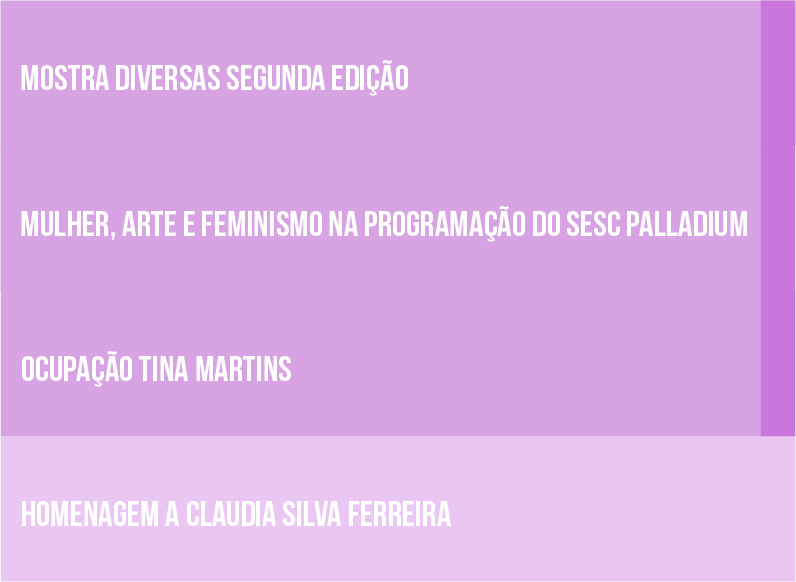 MOSTRA DIVERSAS SEGUNDA EDIÇÃO
MULHER, ARTE E FEMINISMO NA PROGRAMAÇÃO DO SESC PALLADIUM
OCUPAÇÃO TINA MARTINS
HOMENAGEM A CLAUDIA SILVA FERREIRA